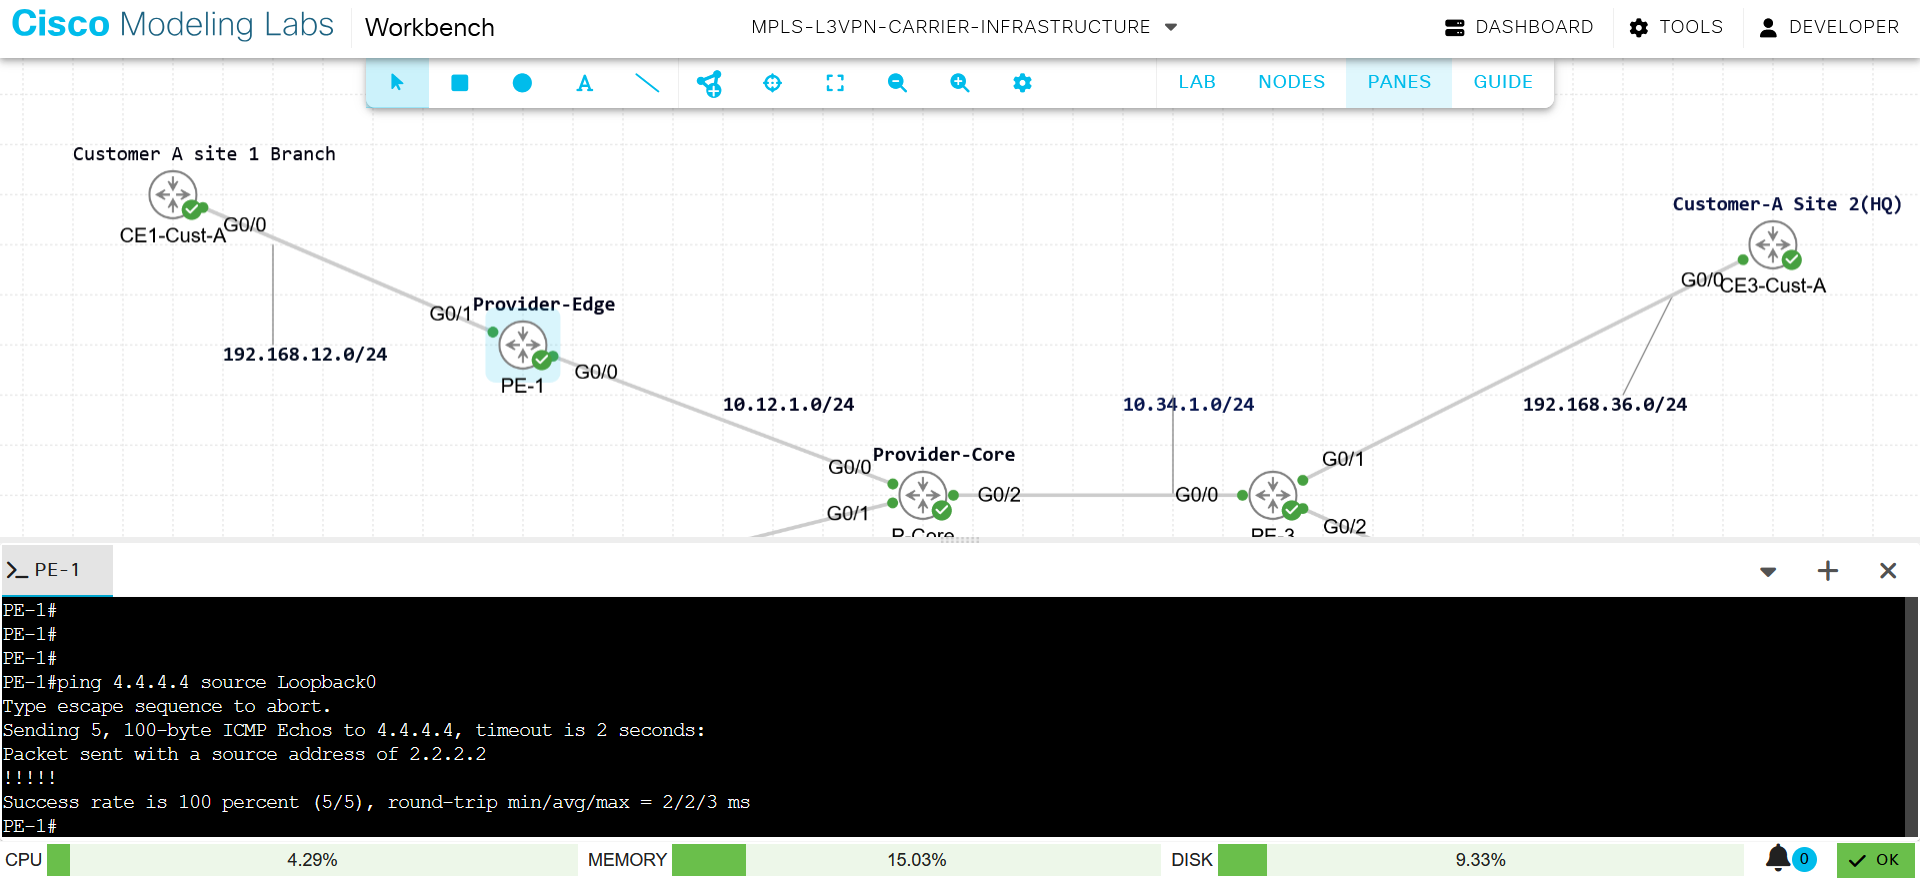 Cisco Modeling Labs
Workbench
MPLS-L3VPN-CARRIER-INFRASTRUCTURE
DASHBOARD
TOOLS
DEVELOPER
LAB
NODES
PANES
GUIDE
Customer A site 1 Branch
G0/0
CE1-Cust-A
Customer-A Site 2(HQ)
G0/0
CE3-Cust-A
G0/1
Provider-Edge
192.168.12.0/24
G0/0
PE-1
10.12.1.0/24
10.34.1.0/24
192.168.36.0/24
Provider-Core
G0/0
G0/1
G0/2
G0/0
G0/1
G0/2
P-Core
PE-3
PE-1
PE-1#
PE-1#
PE-1#
PE-1#ping 4.4.4.4 source Loopback0
Type escape sequence to abort.
Sending 5, 100-byte ICMP Echos to 4.4.4.4, timeout is 2 seconds:
Packet sent with a source address of 2.2.2.2
!!!!!
Success rate is 100 percent (5/5), round-trip min/avg/max = 2/2/3 ms
PE-1#
CPU 4.29% MEMORY 15.03% DISK 9.33% 0 OK